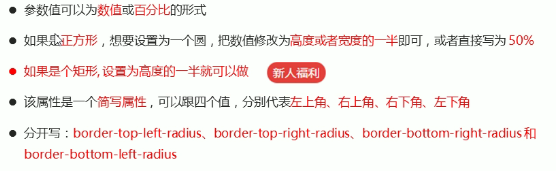 参数值可以为数值或百分比的形式
如果是正方形，想要设置为一个圆，把数值修改为高度或者宽度的一半即可，或者直接写为 50%
如果是个矩形, 设置为高度的一半就可以做 新人福利
该属性是一个简写属性，可以跟四个值，分别代表左上角、右上角、右下角、左下角
分开写：border-top-left-radius、border-top-right-radius、border-bottom-right-radius 和
border-bottom-left-radius